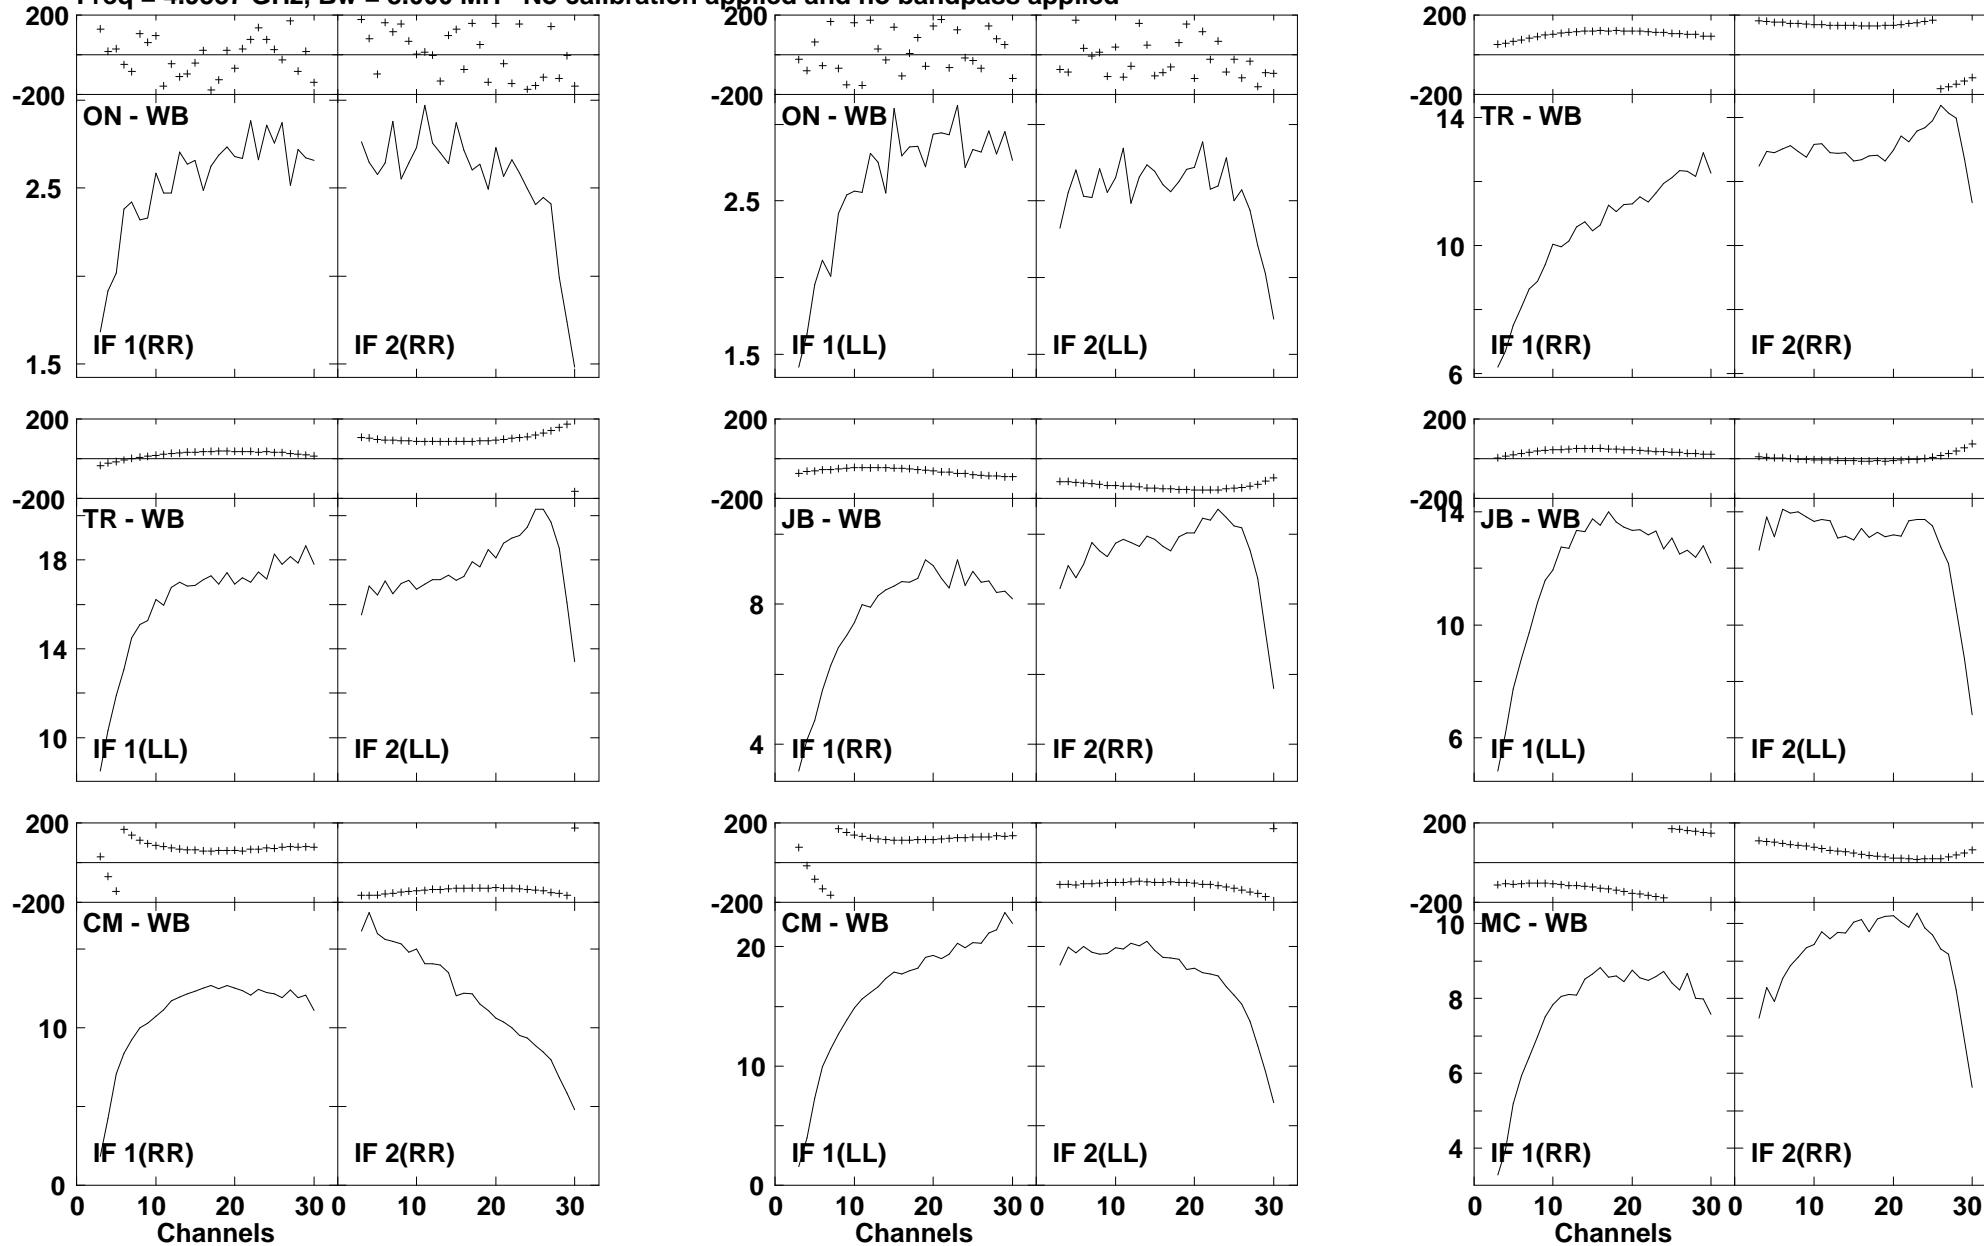 Freq = GHz, Bw = MH No calibration applied and no bandpass applied
200 200 200
-200 -200 -200
ON - WB ON - WB TR - WB
14
2.5 2.5
10
1.5 1.5 6
IF 1(RR) IF 2(RR) IF 1(LL) IF 2(LL) IF 1(RR) IF 2(RR)
200 200 200
-200 -200 -200
TR - WB JB - WB JB - WB
18 8 14
14 10
10 4 6
IF 1(LL) IF 2(LL) IF 1(RR) IF 2(RR) IF 1(LL) IF 2(LL)
200 200 200
-200 -200 -200
CM - WB CM - WB MC - WB
20 10
8
10 10 6
4
IF 1(RR) IF 2(RR) IF 1(LL) IF 2(LL) IF 1(RR) IF 2(RR)
0 0
0 10 20 30 0 10 20 30 0 10 20 30 0 10 20 30 0 10 20 30 0 10 20 30
Channels Channels Channels